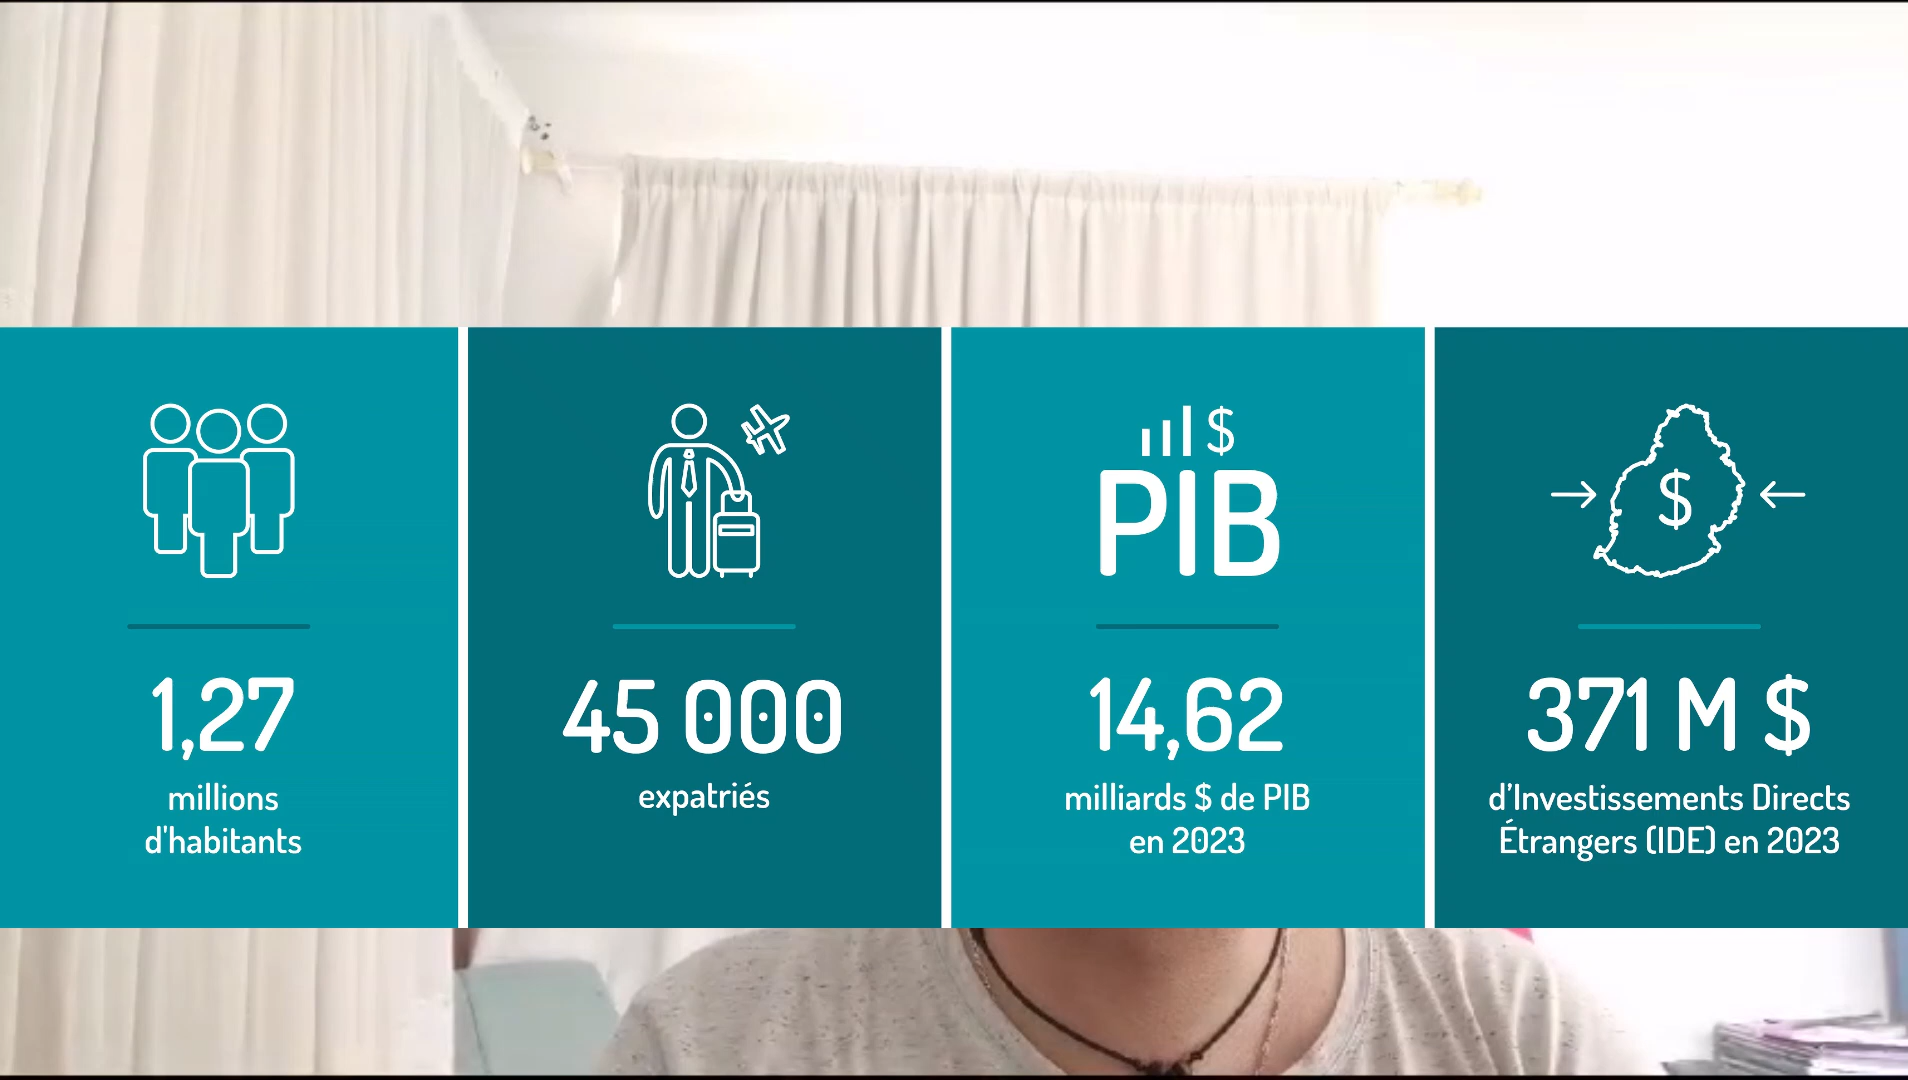 1,27
millions
d'habitants
45 000
expatriés
$
PIB
14,62
milliards $ de PIB
en 2023
$
371 M $
d'Investissements Directs
Étrangers (IDE) en 2023